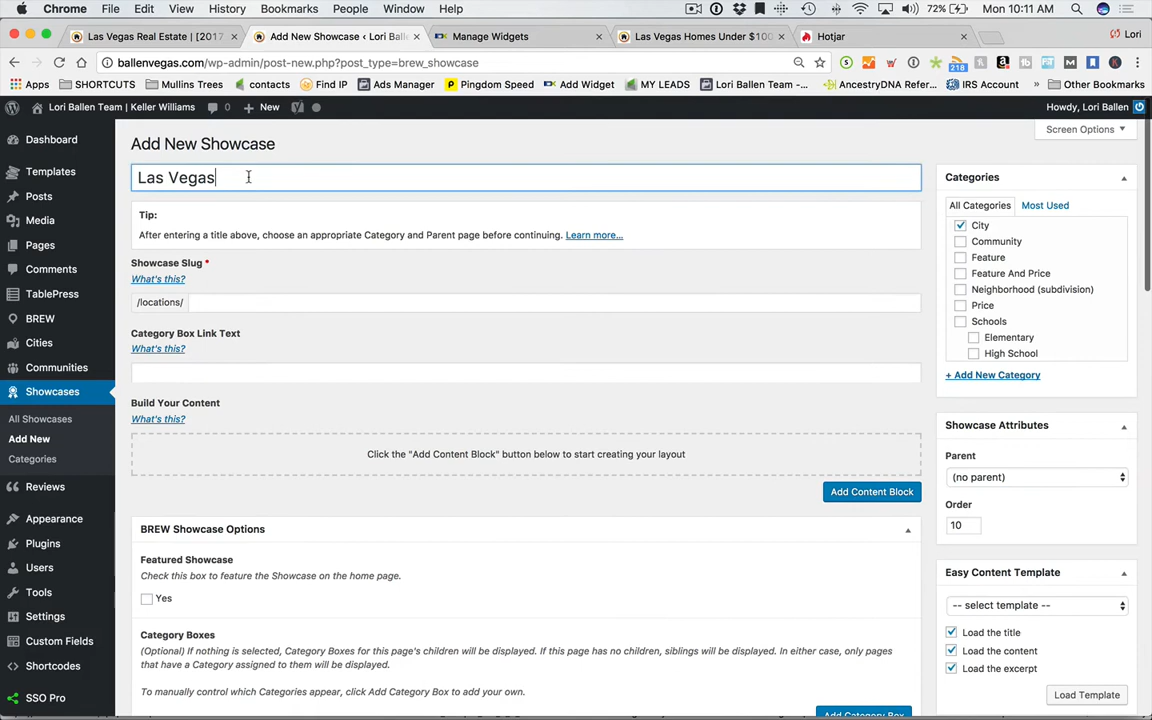 Chrome File Edit View History Bookmarks People Window Help 72% Mon 10:11 AM
Las Vegas Real Estate | [2017 Add New Showcase ‹ Lori Balle Manage Widgets Las Vegas Homes Under $100 Hotjar Lori
ballenvegas.com/wp-admin/post-new.php?post_type=brew_showcase 218
Apps SHORTCUTS Mullins Trees contacts Find IP Ads Manager Pingdom Speed Add Widget MY LEADS Lori Ballen Team -... AncestryDNA Refer... IRS Account » Other Bookmarks
Lori Ballen Team | Keller Williams 0 New Howdy, Lori Ballen
Dashboard
Templates
Posts
Media
Pages
Comments
TablePress
BREW
Cities
Communities
Showcases
All Showcases
Add New
Categories
Reviews
Appearance
Plugins
Users
Tools
Settings
Custom Fields
Shortcodes
SSO Pro
Screen Options
Add New Showcase
Las Vegas
Tip:
After entering a title above, choose an appropriate Category and Parent page before continuing. Learn more...
Showcase Slug *
What's this?
/locations/
Category Box Link Text
What's this?
Build Your Content
What's this?
Click the "Add Content Block" button below to start creating your layout
Add Content Block
BREW Showcase Options
Featured Showcase
Check this box to feature the Showcase on the home page.
Yes
Category Boxes
(Optional) If nothing is selected, Category Boxes for this page's children will be displayed. If this page has no children, siblings will be displayed. In either case, only pages
that have a Category assigned to them will be displayed.
To manually control which Categories appear, click Add Category Box to add your own.
Add Category Box
Categories
All Categories Most Used
City
Community
Feature
Feature And Price
Neighborhood (subdivision)
Price
Schools
Elementary
High School
+ Add New Category
Showcase Attributes
Parent
(no parent)
Order
10
Easy Content Template
-- select template --
Load the title
Load the content
Load the excerpt
Load Template